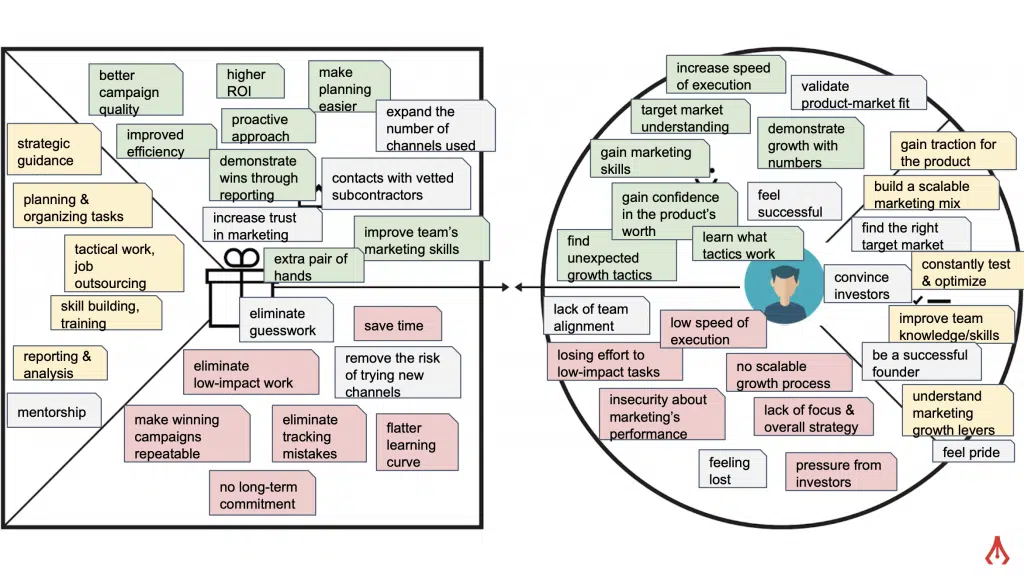 better
campaign
quality
higher
ROI
make
planning
easier
expand the
number of
channels used
proactive
approach
improved
efficiency
strategic
guidance
demonstrate
wins through
reporting
contacts with vetted
subcontractors
planning &
organizing tasks
increase trust
in marketing
improve team's
marketing skills
tactical work,
job
outsourcing
extra pair of
hands
skill building,
training
eliminate
guesswork
save time
reporting &
analysis
eliminate
low-impact work
remove the risk
of trying new
channels
mentorship
make winning
campaigns
repeatable
eliminate
tracking
mistakes
flatter
learning
curve
no long-term
commitment
increase speed
of execution
validate
product-market fit
target market
understanding
demonstrate
growth with
numbers
gain traction for
the product
gain marketing
skills
build a scalable
marketing mix
gain confidence
in the product's
worth
feel
successful
find the right
target market
find
unexpected
growth tactics
learn what
tactics work
constantly test
& optimize
convince
investors
lack of team
alignment
low speed of
execution
improve team
knowledge/skills
losing effort to
low-impact tasks
no scalable
growth process
be a successful
founder
insecurity about
marketing's
performance
lack of focus &
overall strategy
understand
marketing
growth levers
feel pride
feeling
lost
pressure from
investors